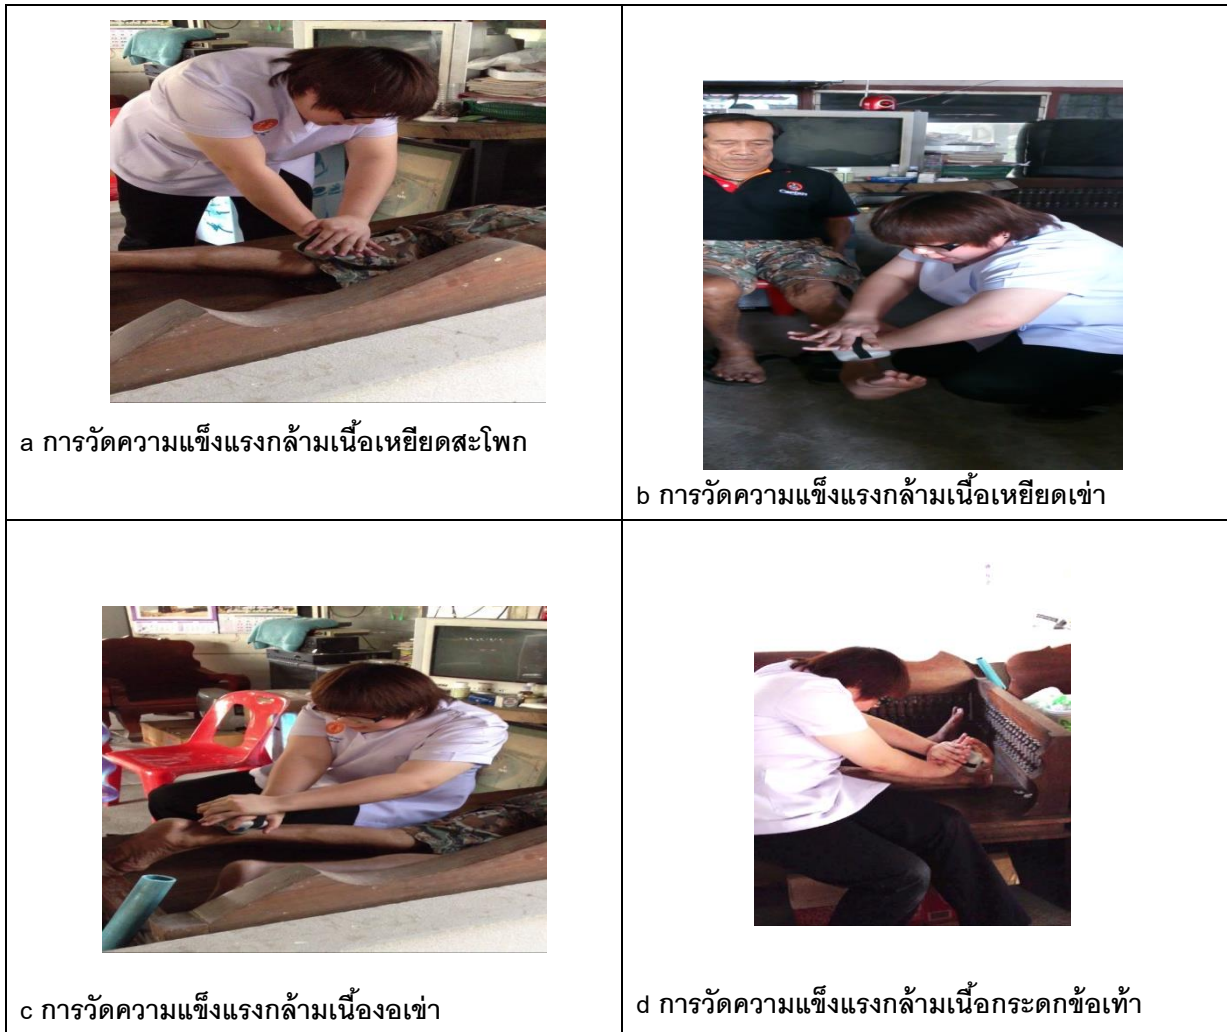 a การวัดความแข็งแรงกล้ามเนื้อเหยียดสะโพก
b การวัดความแข็งแรงกล้ามเนื้อเหยียดเข่า
c การวัดความแข็งแรงกล้ามเนื้องอเข่า
d การวัดความแข็งแรงกล้ามเนื้อกระดกข้อเท้า